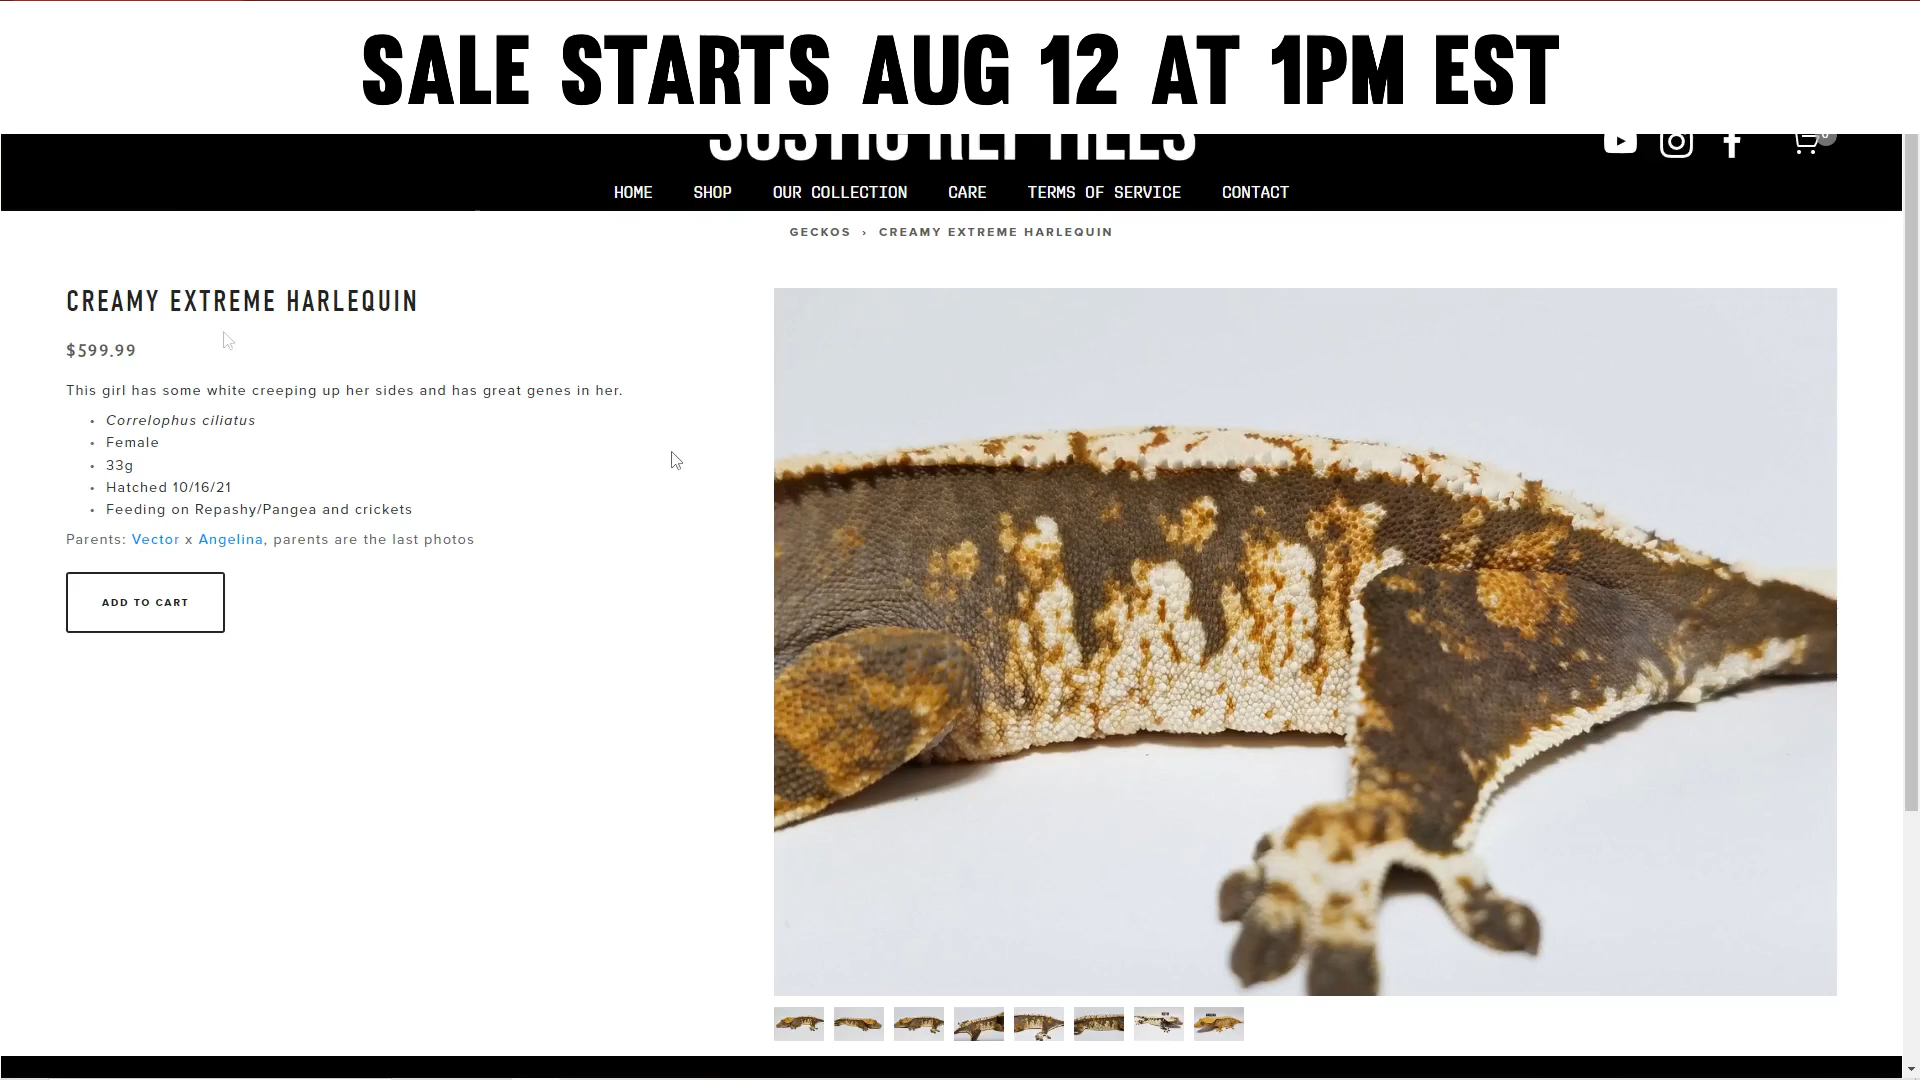 SALE STARTS AUG 12 AT 1PM EST
HOME SHOP OUR COLLECTION CARE TERMS OF SERVICE CONTACT
GECKOS › CREAMY EXTREME HARLEQUIN
CREAMY EXTREME HARLEQUIN
$599.99
This girl has some white creeping up her sides and has great genes in her.
• Correlophus ciliatus
• Female
• 33g
• Hatched 10/16/21
• Feeding on Repashy/Pangea and crickets
Parents: Vector x Angelina, parents are the last photos
ADD TO CART